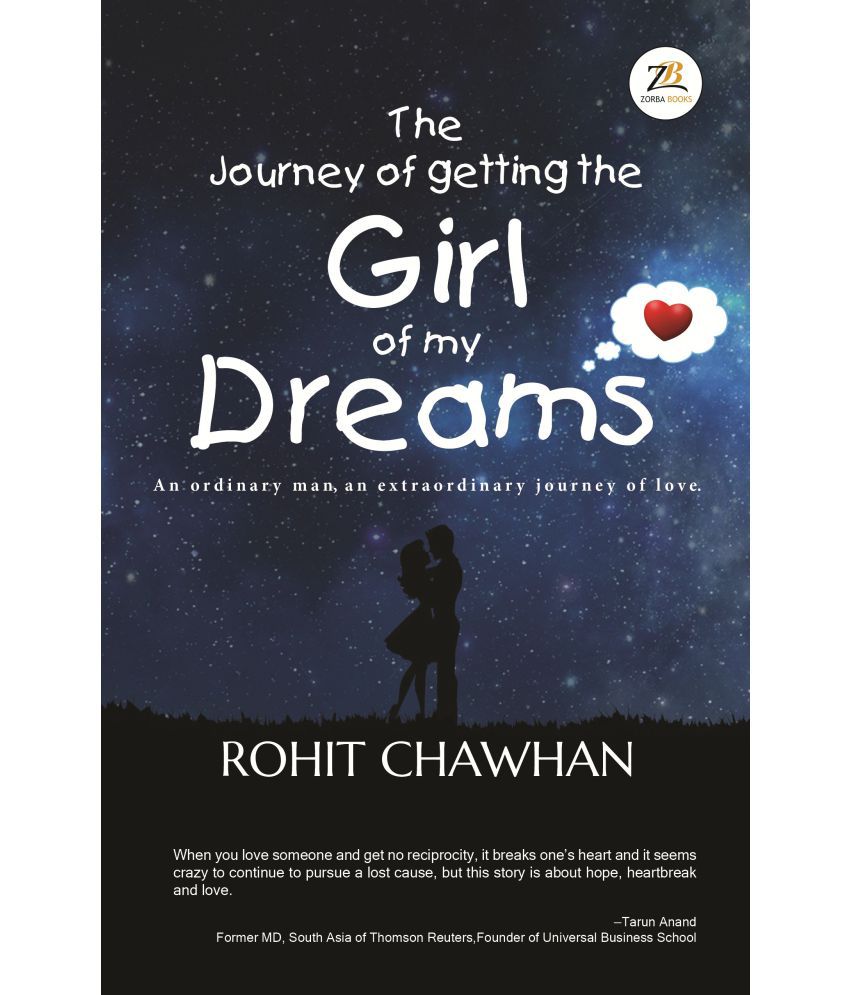 ZB
ZORBA BOOKS
The
Journey of getting the
Girl
of my
Dreams
An ordinary man, an extraordinary journey of love.
ROHIT CHAWHAN
When you love someone and get no reciprocity, it breaks one's heart and it seems
crazy to continue to pursue a lost cause, but this story is about hope, heartbreak
and love.
–Tarun Anand
Former MD, South Asia of Thomson Reuters,Founder of Universal Business School